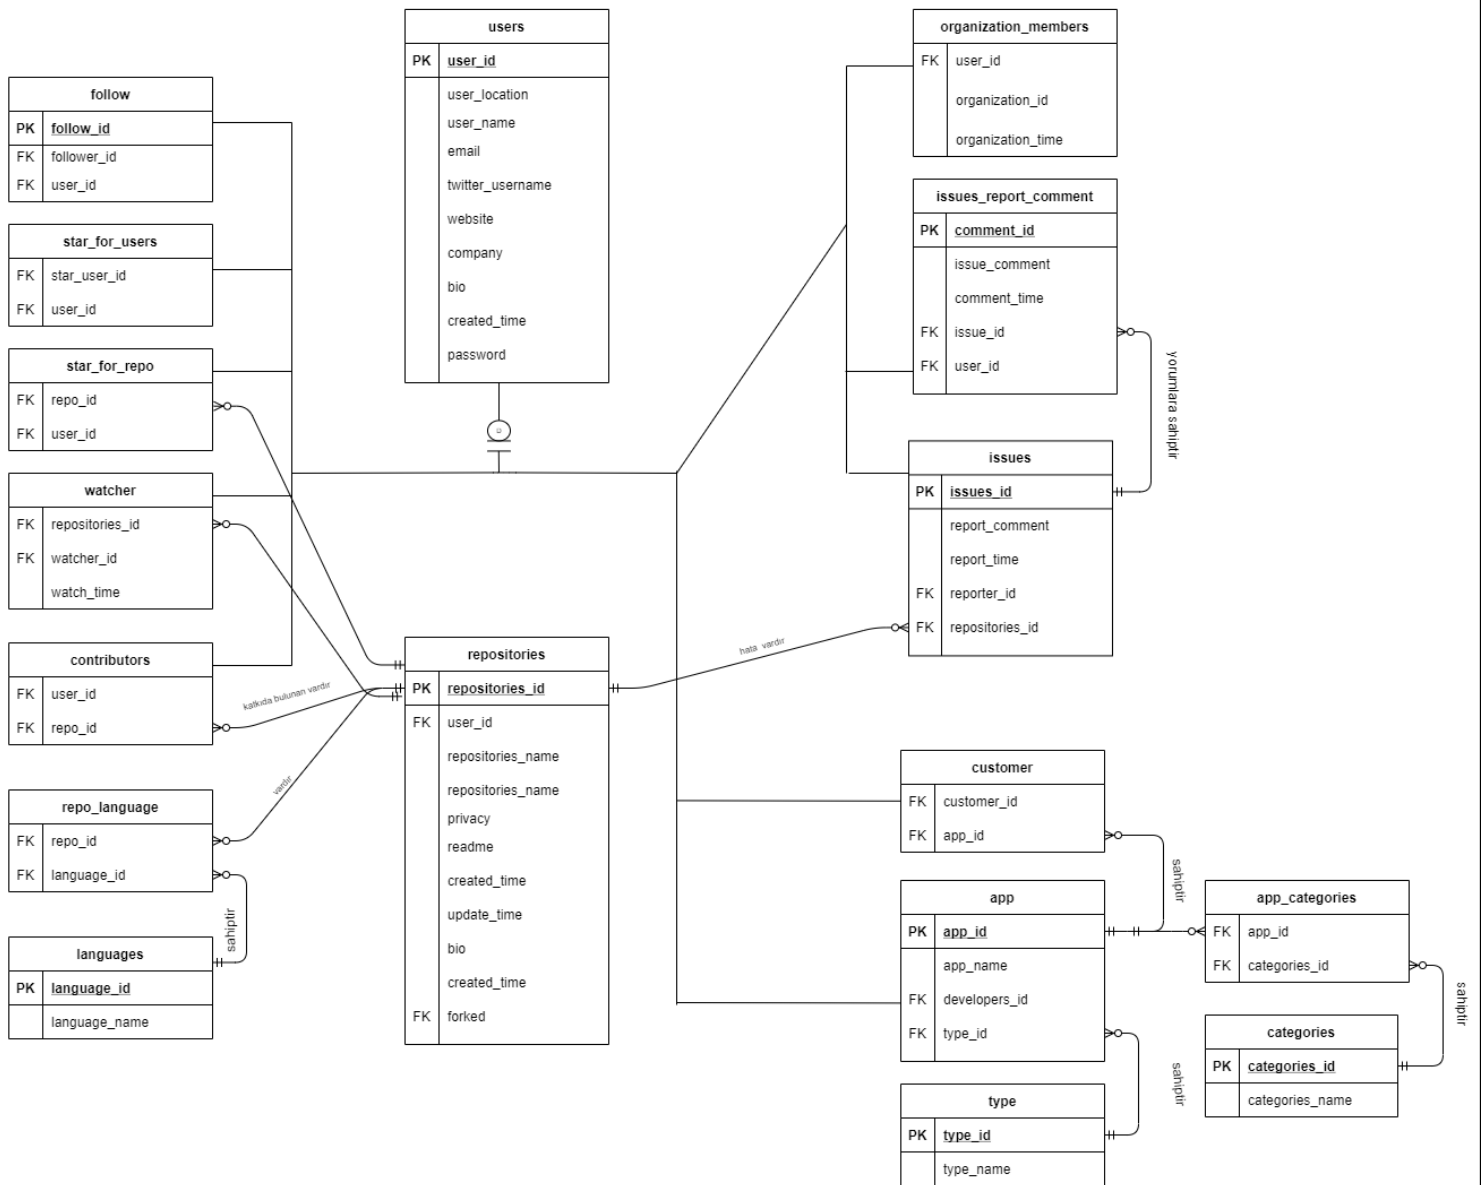 users
PK user_id
user_location
user_name
email
twitter_username
website
company
bio
created_time
password
organization_members
FK user_id
organization_id
organization_time
follow
PK follow_id
FK follower_id
FK user_id
star_for_users
FK star_user_id
FK user_id
star_for_repo
FK repo_id
FK user_id
watcher
FK repositories_id
FK watcher_id
watch_time
contributors
FK user_id
FK repo_id
katkıda bulunan vardır
repo_language
FK repo_id
FK language_id
vardır
sahiptir
languages
PK language_id
language_name
repositories
PK repositories_id
FK user_id
repositories_name
repositories_name
privacy
readme
created_time
update_time
bio
created_time
FK forked
hata vardır
issues_report_comment
PK comment_id
issue_comment
comment_time
FK issue_id
FK user_id
yorumlara sahiptir
issues
PK issues_id
report_comment
report_time
FK reporter_id
FK repositories_id
customer
FK customer_id
FK app_id
sahiptir
app
PK app_id
app_name
FK developers_id
FK type_id
sahiptir
type
PK type_id
type_name
app_categories
FK app_id
FK categories_id
sahiptir
categories
PK categories_id
categories_name